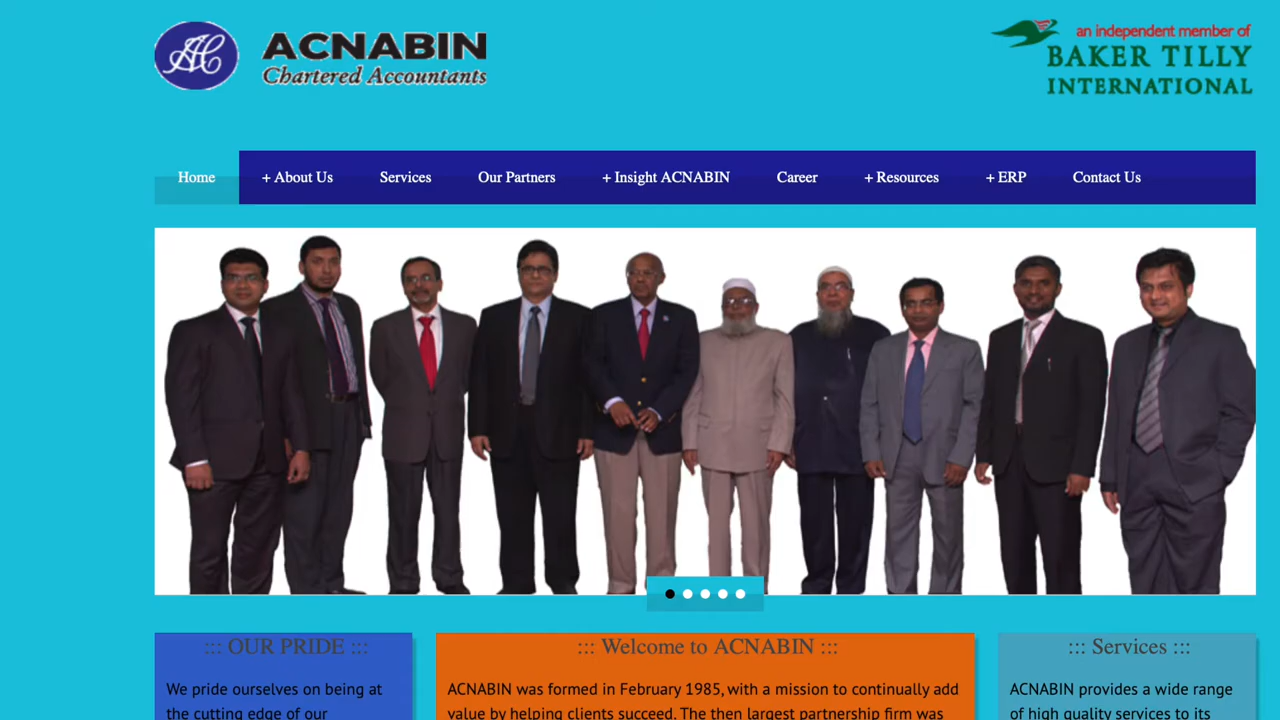 AC
ACNABIN
Chartered Accountants
an independent member of
BAKER TILLY
INTERNATIONAL
Home + About Us Services Our Partners + Insight ACNABIN Career + Resources + ERP Contact Us
::: OUR PRIDE :::
We pride ourselves on being at
the cutting edge of our
::: Welcome to ACNABIN :::
ACNABIN was formed in February 1985, with a mission to continually add
value by helping clients succeed. The then largest partnership firm was
::: Services :::
ACNABIN provides a wide range
of high quality services to its